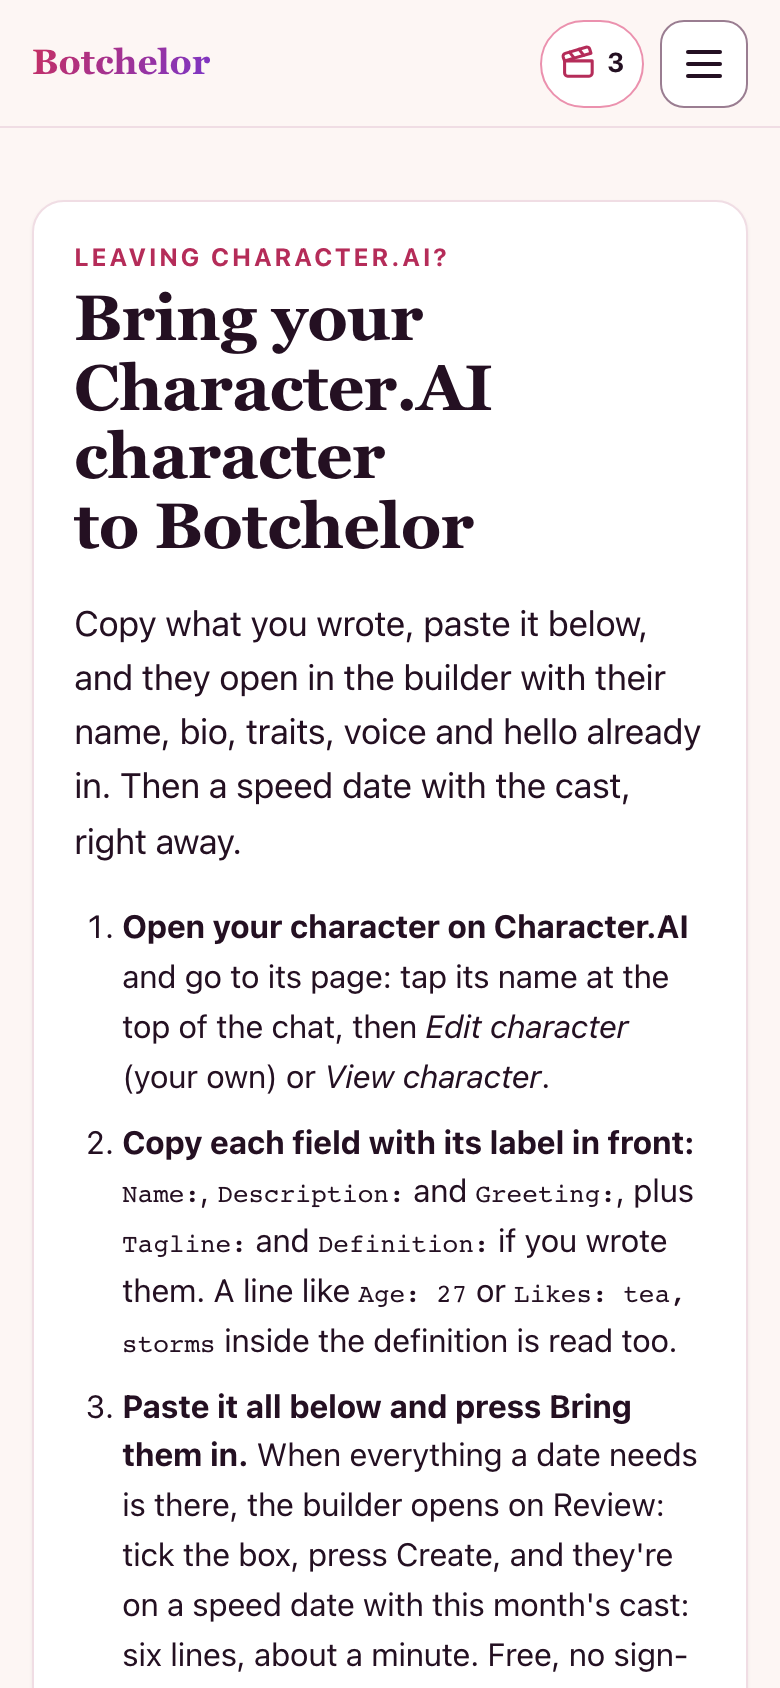 Botchelor
3
LEAVING CHARACTER.AI?
Bring your
Character.AI
character
to Botchelor
Copy what you wrote, paste it below,
and they open in the builder with their
name, bio, traits, voice and hello already
in. Then a speed date with the cast,
right away.
1. Open your character on Character.AI
and go to its page: tap its name at the
top of the chat, then Edit character
(your own) or View character.
2. Copy each field with its label in front:
Name:, Description: and Greeting:, plus
Tagline: and Definition: if you wrote
them. A line like Age: 27 or Likes: tea,
storms inside the definition is read too.
3. Paste it all below and press Bring
them in. When everything a date needs
is there, the builder opens on Review:
tick the box, press Create, and they're
on a speed date with this month's cast:
six lines, about a minute. Free, no sign-